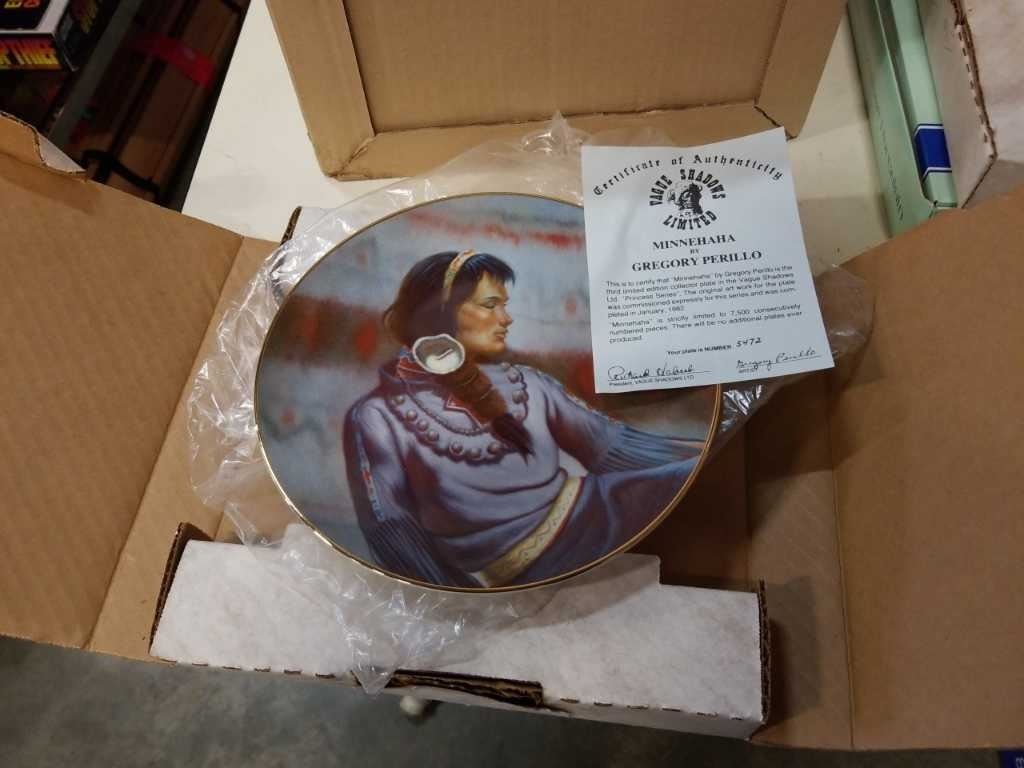 Certificate of Authenticity
VAGUE SHADOWS
LIMITED
MINNEHAHA
BY
GREGORY PERILLO
This is to certify that "Minnehaha" by Gregory Perillo is the
third limited edition collector plate in the Vague Shadows
Ltd. "Princess Series". The original art work for the plate
was commissioned expressly for this series and was com-
pleted in January, 1982.
"Minnehaha" is strictly limited to 7,500 consecutively
numbered pieces. There will be no additional plates ever
produced.
Your plate is NUMBER 5472
Gregory Perillo
President, VAGUE SHADOWS LTD.
ARTIST